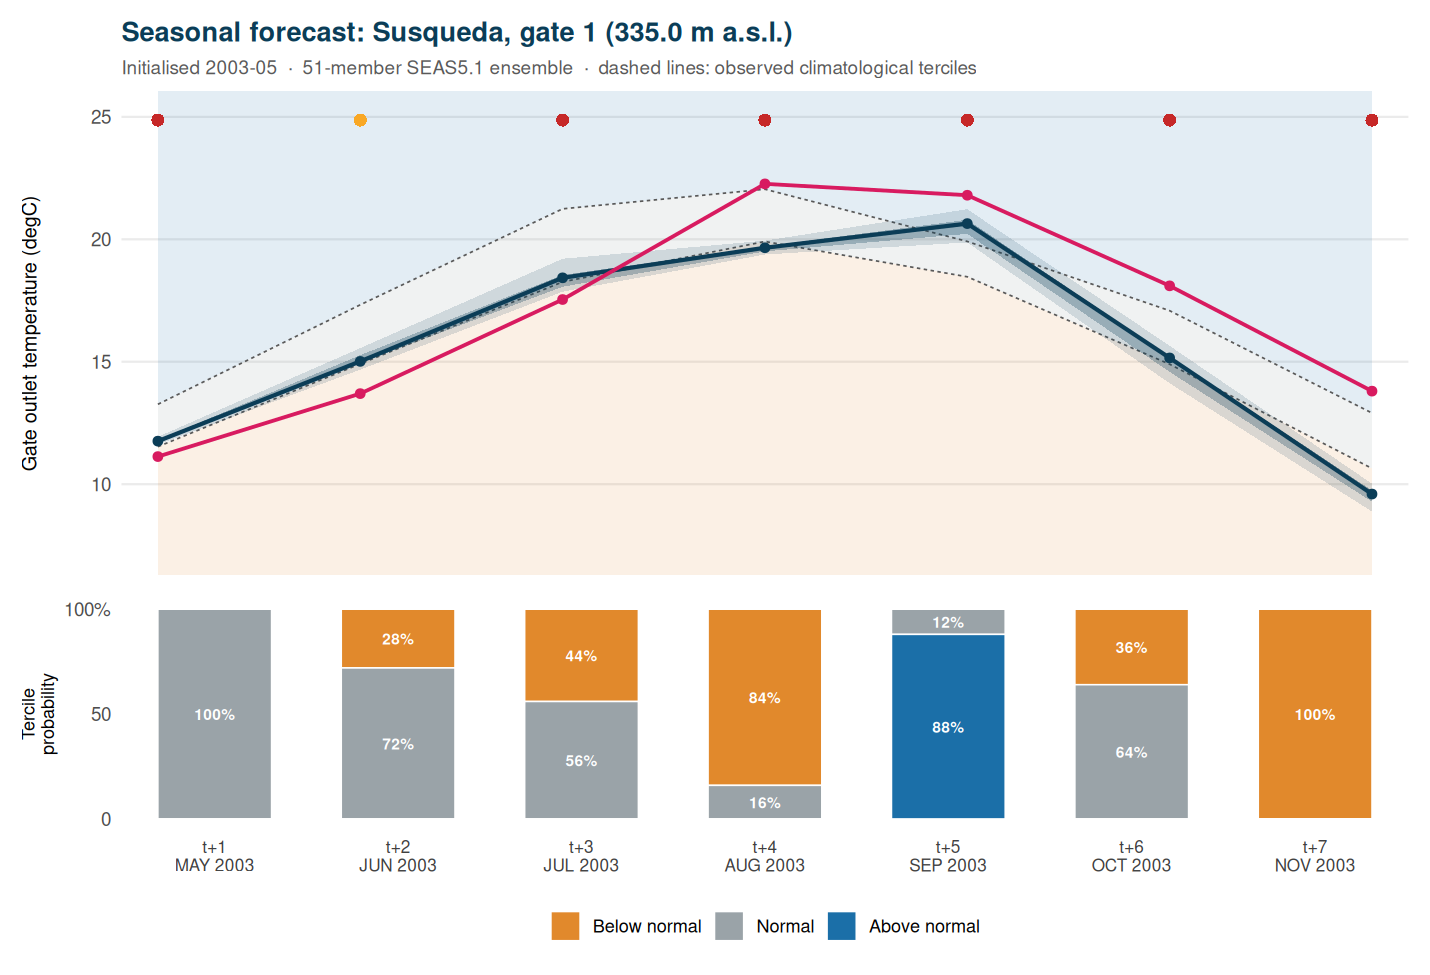 Seasonal forecast: Susqueda, gate 1 (335.0 m a.s.l.)
Initialised 2003-05 · 51-member SEAS5.1 ensemble · dashed lines: observed climatological terciles
Gate outlet temperature (degC)
25
20
15
10
Tercile
probability
100%
50
0
100%
28%
72%
44%
56%
84%
16%
12%
88%
36%
64%
100%
t+1
MAY 2003
t+2
JUN 2003
t+3
JUL 2003
t+4
AUG 2003
t+5
SEP 2003
t+6
OCT 2003
t+7
NOV 2003
Below normal
Normal
Above normal